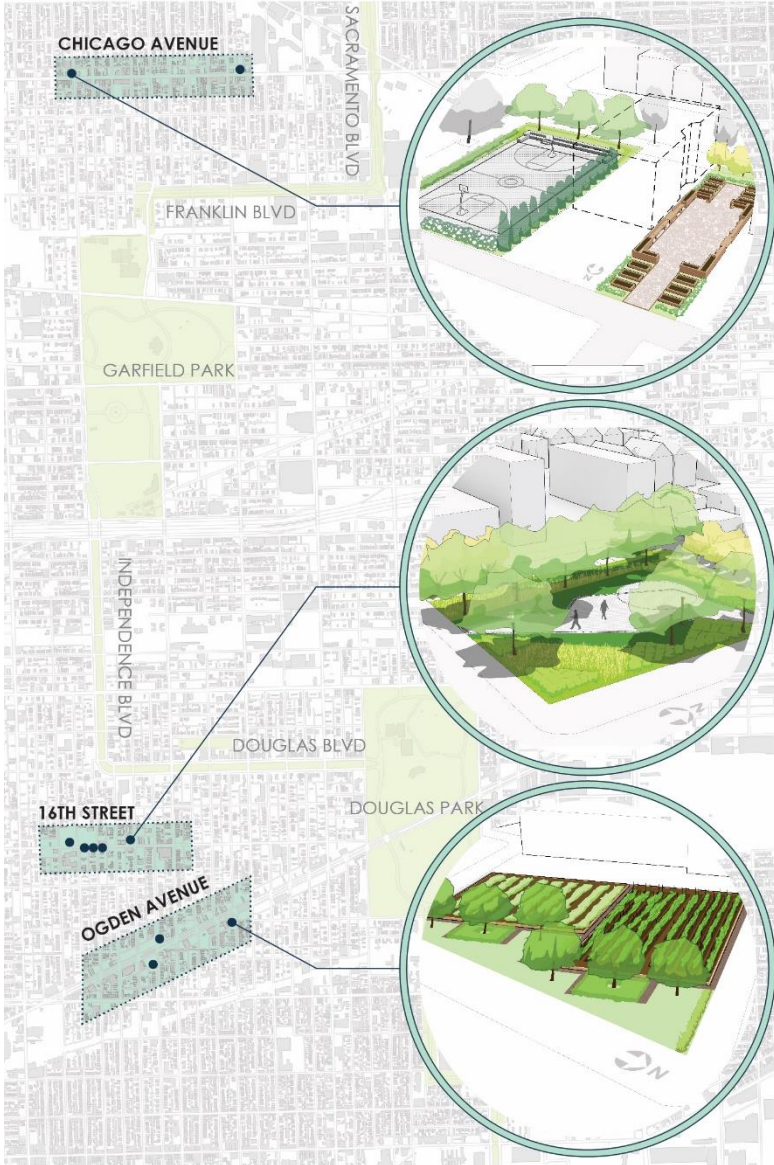 CHICAGO AVENUE
SACRAMENTO BLVD
FRANKLIN BLVD
GARFIELD PARK
INDEPENDENCE BLVD
DOUGLAS BLVD
N
16TH STREET
DOUGLAS PARK
OGDEN AVENUE
N